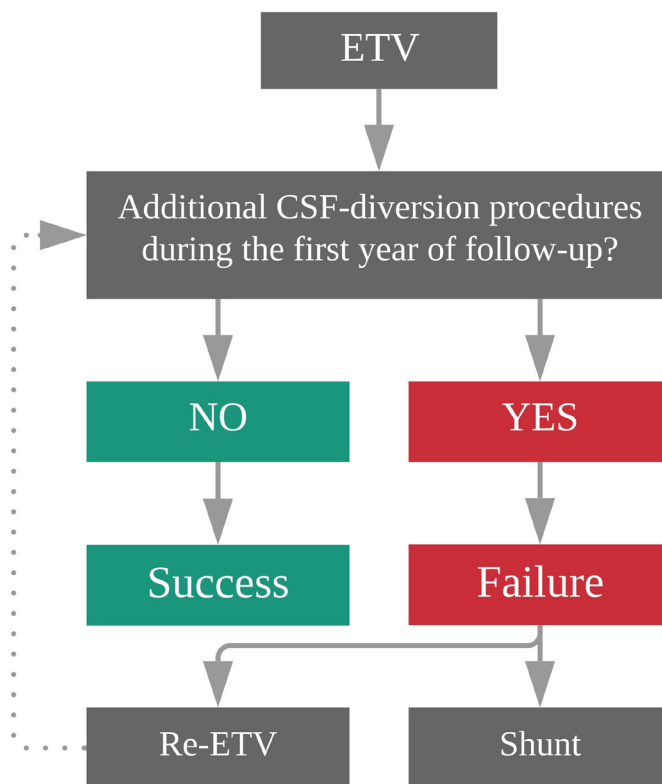 ETV
Additional CSF-diversion procedures
during the first year of follow-up?
NO
YES
Success
Failure
Re-ETV
Shunt